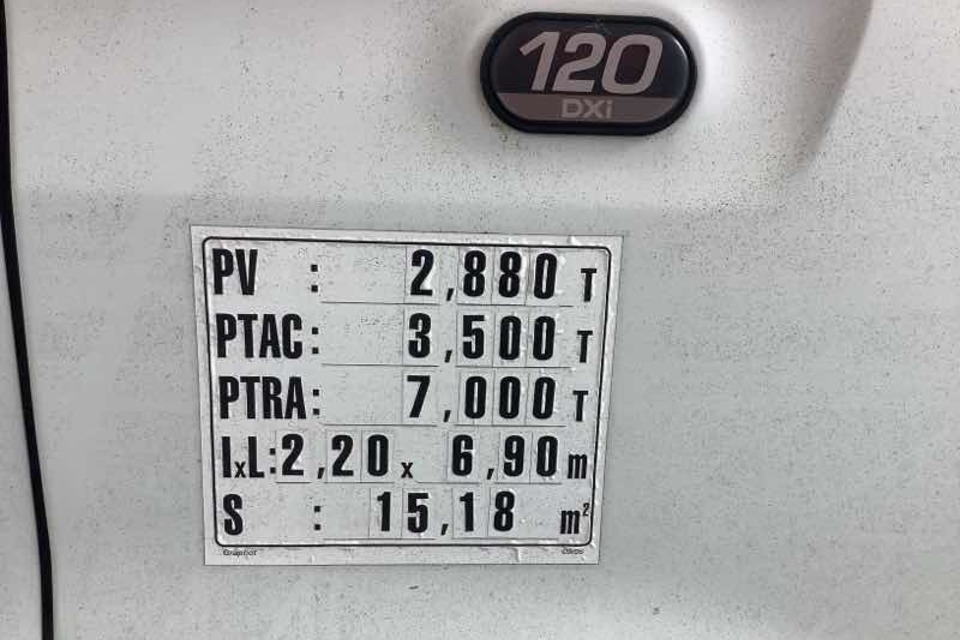 120
DXi
PV : 2,880 T
PTAC: 3,500 T
PTRA: 7,000 T
lxL: 2,20 x 6,90 m
S : 15,18 m²